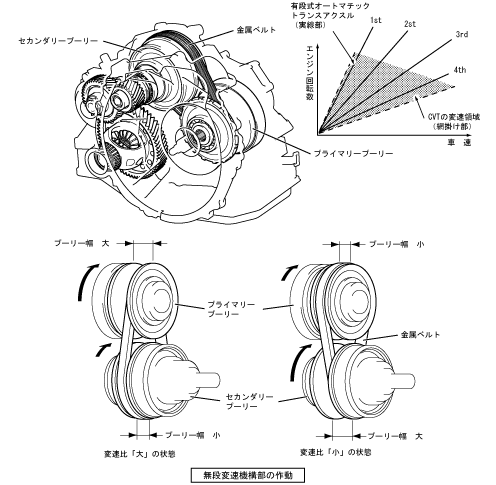 セカンダリープーリー
金属ベルト
プライマリープーリー
有段式オートマチック
トランスアクスル
(実線部)
1st
2st
3rd
4th
エンジン回転数
CVTの変速領域
(網掛け部)
車 速
プーリー幅 大
プーリー幅 小
プライマリー
プーリー
金属ベルト
セカンダリー
プーリー
プーリー幅 小
プーリー幅 大
変速比「大」の状態
変速比「小」の状態
無段変速機構部の作動